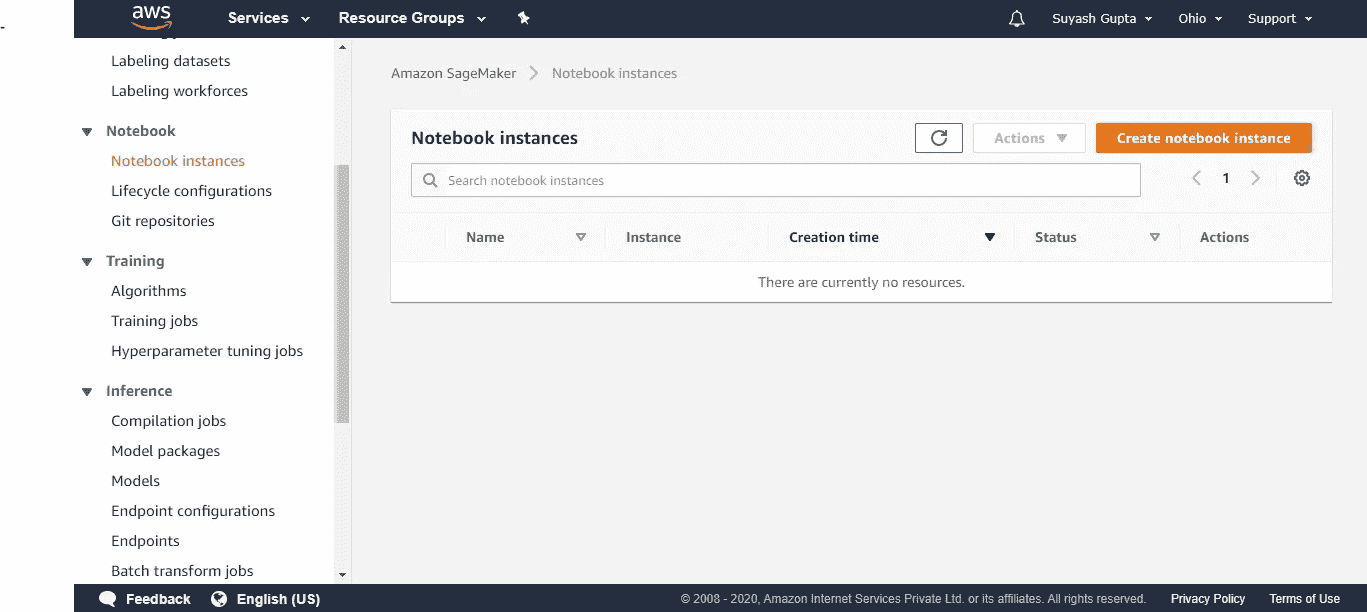 aws Services Resource Groups Suyash Gupta Ohio Support
Labeling datasets
Labeling workforces
Notebook
Notebook instances
Lifecycle configurations
Git repositories
Training
Algorithms
Training jobs
Hyperparameter tuning jobs
Inference
Compilation jobs
Model packages
Models
Endpoint configurations
Endpoints
Batch transform jobs
Amazon SageMaker Notebook instances
Notebook instances Actions Create notebook instance
Search notebook instances 1
Name Instance Creation time Status Actions
There are currently no resources.
Feedback English (US) © 2008 - 2020, Amazon Internet Services Private Ltd. or its affiliates. All rights reserved. Privacy Policy Terms of Use